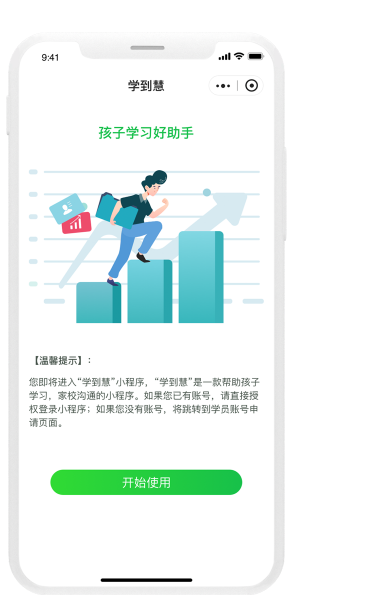 9:41
学到慧
孩子学习好助手
【温馨提示】：
您即将进入“学到慧”小程序，“学到慧”是一款帮助孩子
学习，家校沟通的小程序。如果您已有账号，请直接授
权登录小程序；如果您没有账号，将跳转到学员账号申
请页面。
开始使用